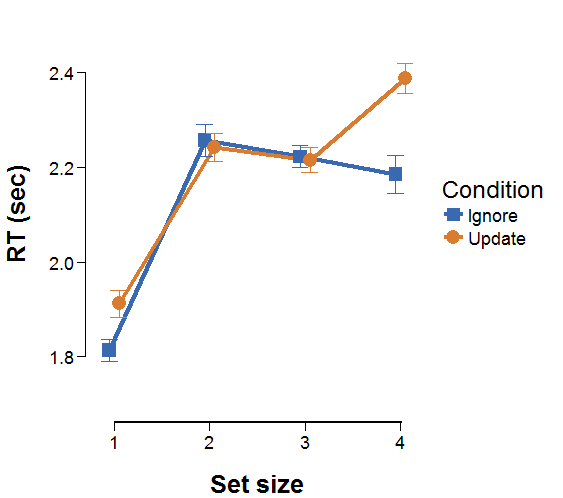 2.4
2.2
2.0
1.8
RT (sec)
1 2 3 4
Set size
Condition
Ignore
Update